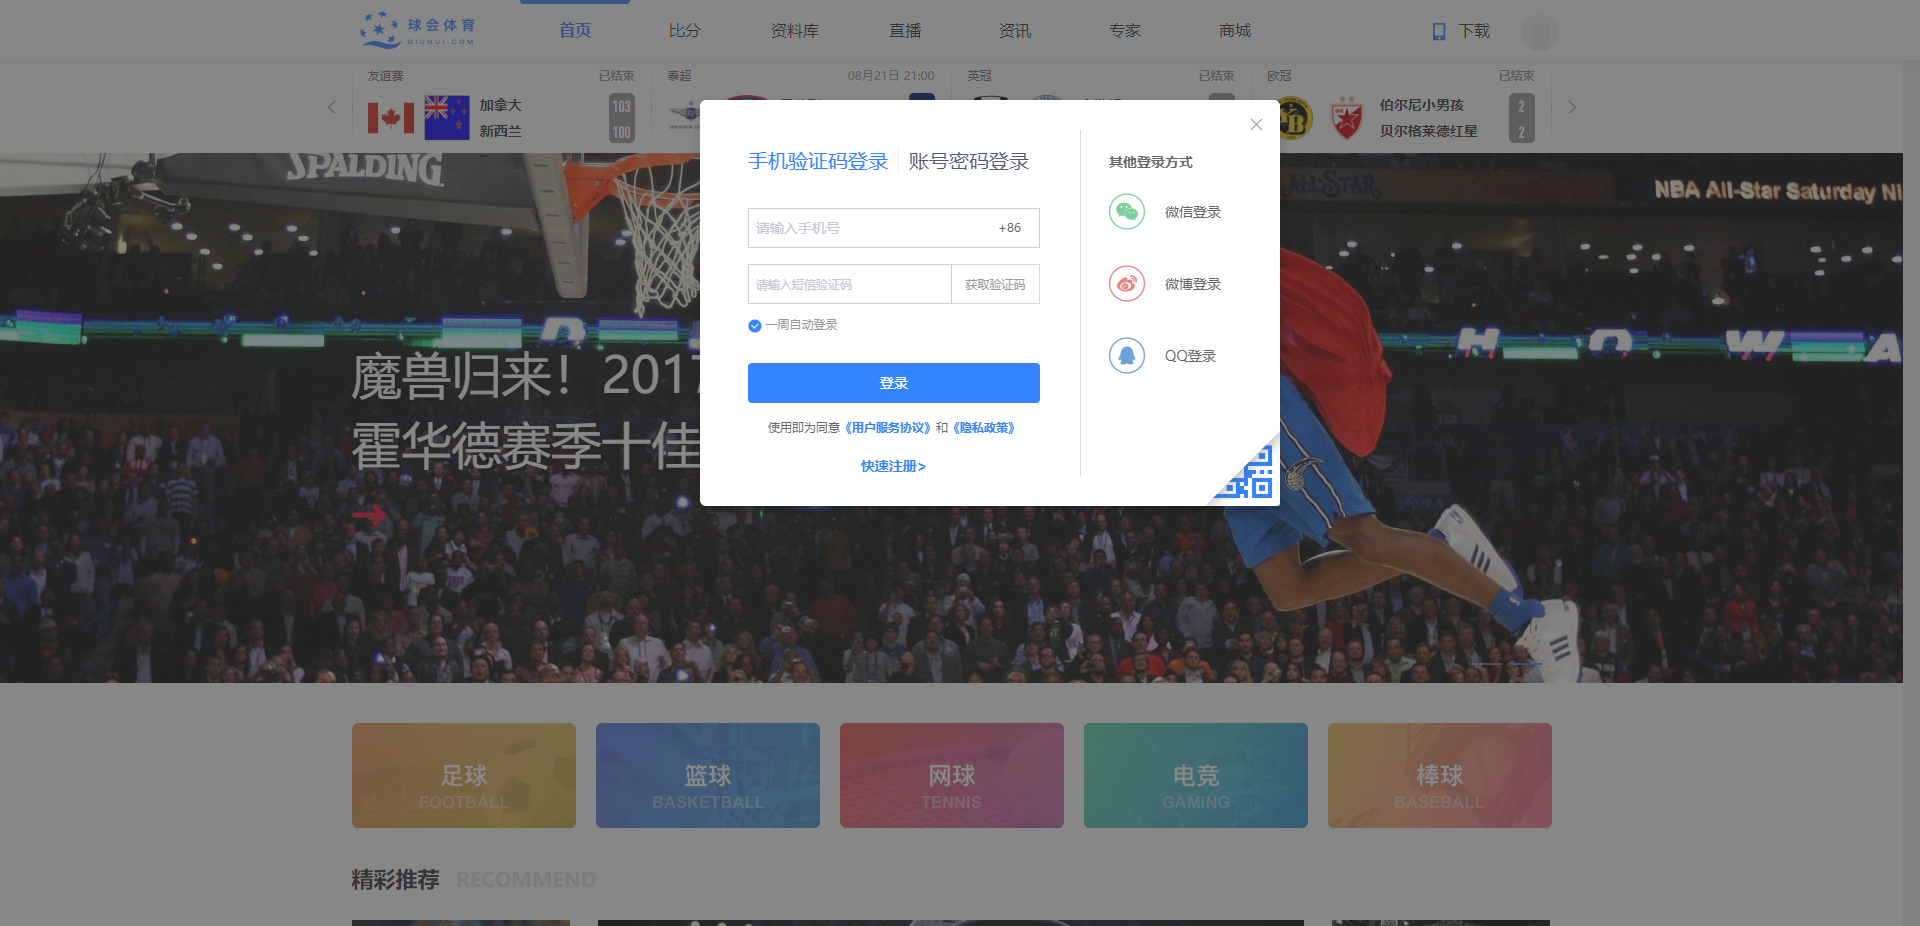 球会体育
QIUHUI.COM
首页
比分
资料库
直播
资讯
专家
商城
下载
友谊赛
已结束
加拿大
103
新西兰
100
泰超
08月21日 21:00
英冠
已结束
欧冠
已结束
伯尔尼小男孩
2
贝尔格莱德红星
2
手机验证码登录
账号密码登录
请输入手机号
+86
请输入短信验证码
获取验证码
一周自动登录
登录
使用即为同意《用户服务协议》和《隐私政策》
快速注册>
其他登录方式
微信登录
微博登录
QQ登录
SPALDING
ALL-STAR
NBA All-Star Saturday Ni
H O W A
魔兽归来！2017
霍华德赛季十佳
足球
FOOTBALL
篮球
BASKETBALL
网球
TENNIS
电竞
GAMING
棒球
BASEBALL
精彩推荐
RECOMMEND